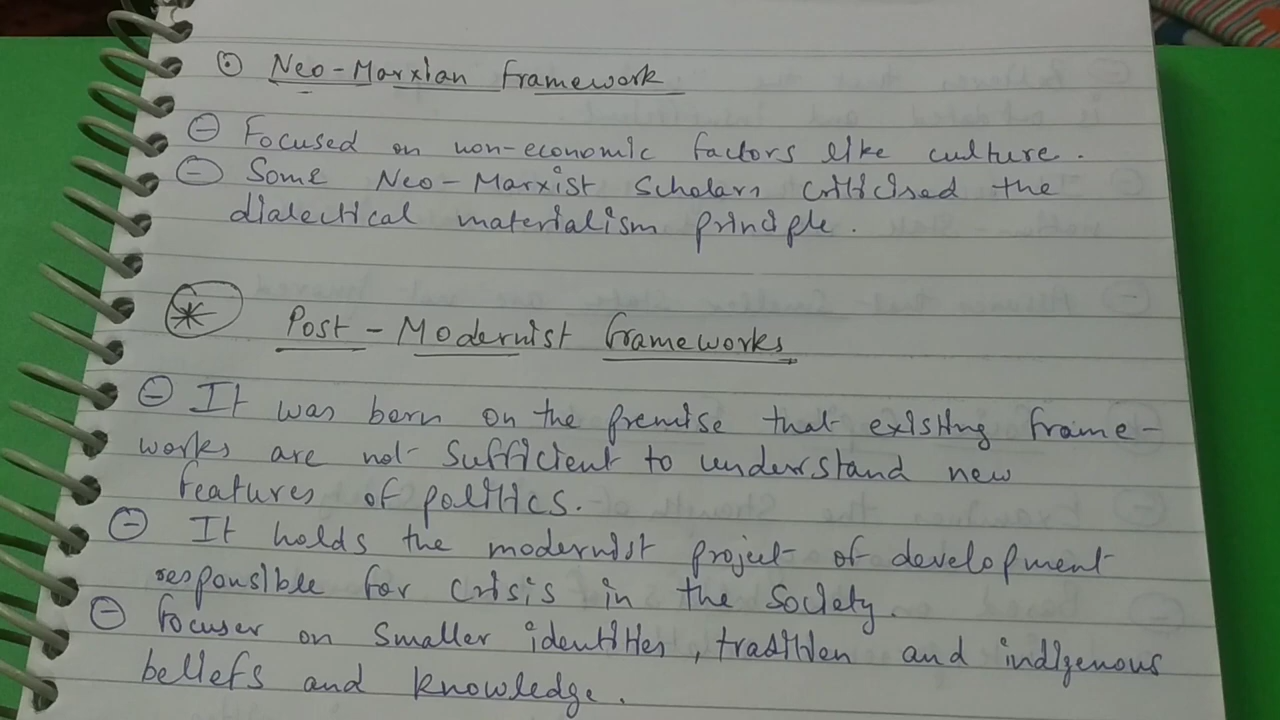 Neo-Marxian Framework
Focused on non-economic factors like culture.
Some Neo-Marxist Scholars criticised the
dialectical materialism principle.
* Post-Modernist Frameworks
It was born on the premise that existing frame-
works are not sufficient to understand new
features of politics.
It holds the modernist project of development
responsible for crisis in the society.
Focuses on smaller identities, tradition and indigenous
beliefs and knowledge.